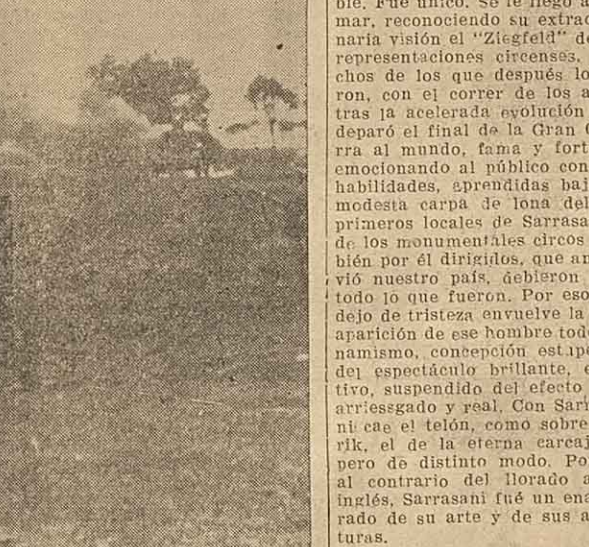 ble. Fué único. Se le llegó a
mar, reconociendo su extrao
naria visión el "Ziegfeld" de
representaciones circenses.
chos de los que después lo
ron, con el correr de los a
tras la acelerada evolución
deparó el final de la Gran G
rra al mundo, fama y fort
emocionando al público con
habilidades, aprendidas baj
modesta carpa de lona del
primeros locales de Sarrasa
de los monumentales circos
bién por él dirigidos, que an
vió nuestro país, debieron
todo lo que fueron. Por eso
dejo de tristeza envuelve la
aparición de ese hombre tod
namismo, concepción estupe
del espectáculo brillante, e
tivo, suspendido del efecto
arriessgado y real. Con Sarr
ni cae el telón, como sobre
rik, el de la eterna carcaj
pero de distinto modo. Po
al contrario del llorado a
inglés, Sarrasani fué un ena
rado de su arte y de sus a
turas.